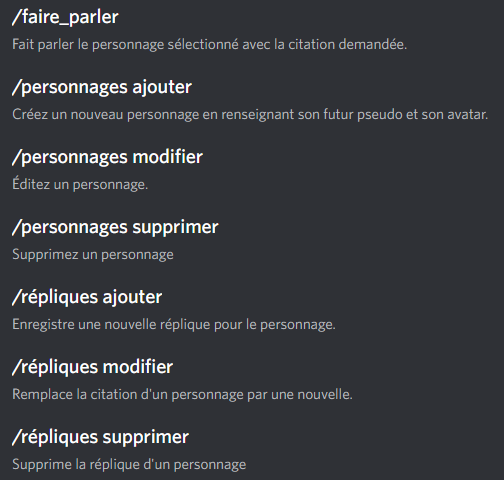 /faire_parler
Fait parler le personnage sélectionné avec la citation demandée.
/personnages ajouter
Créez un nouveau personnage en renseignant son futur pseudo et son avatar.
/personnages modifier
Éditez un personnage.
/personnages supprimer
Supprimez un personnage
/répliques ajouter
Enregistre une nouvelle réplique pour le personnage.
/répliques modifier
Remplace la citation d'un personnage par une nouvelle.
/répliques supprimer
Supprime la réplique d'un personnage